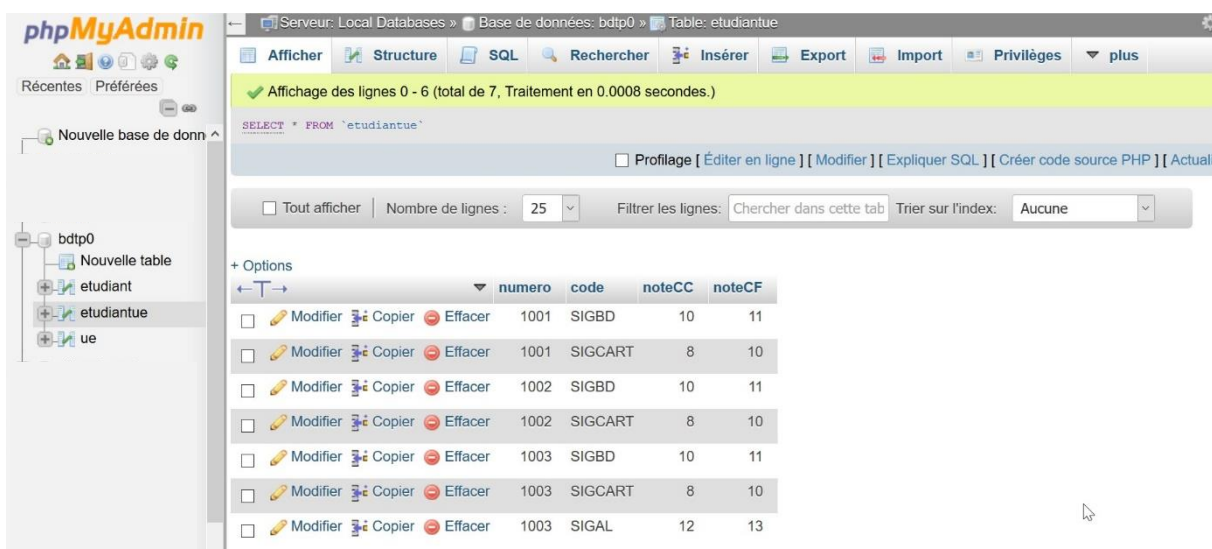 phpMyAdmin
Récentes Préférées
Nouvelle base de donn
bdtp0
Nouvelle table
etudiant
etudiantue
ue
Serveur: Local Databases » Base de données: bdtp0 » Table: etudiantue
Afficher Structure SQL Rechercher Insérer Export Import Privilèges plus
Affichage des lignes 0 - 6 (total de 7, Traitement en 0.0008 secondes.)
SELECT * FROM `etudiantue`
Profilage [ Éditer en ligne ] [ Modifier ] [ Expliquer SQL ] [ Créer code source PHP ] [ Actuali
Tout afficher Nombre de lignes : 25 Filtrer les lignes: Chercher dans cette tab Trier sur l'index: Aucune
+ Options
←T→ numero code noteCC noteCF
Modifier Copier Effacer 1001 SIGBD 10 11
Modifier Copier Effacer 1001 SIGCART 8 10
Modifier Copier Effacer 1002 SIGBD 10 11
Modifier Copier Effacer 1002 SIGCART 8 10
Modifier Copier Effacer 1003 SIGBD 10 11
Modifier Copier Effacer 1003 SIGCART 8 10
Modifier Copier Effacer 1003 SIGAL 12 13